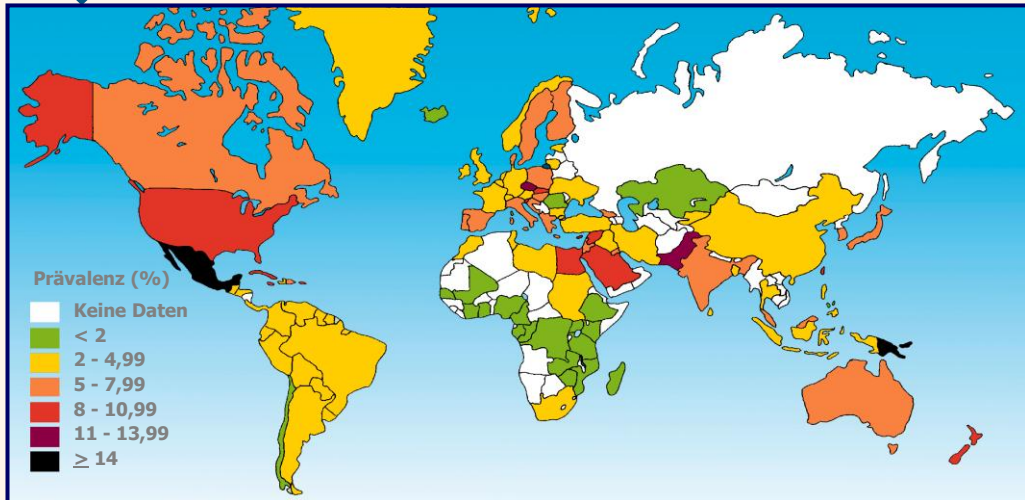 Prävalenz (%)
Keine Daten
< 2
2 - 4,99
5 - 7,99
8 - 10,99
11 - 13,99
≥ 14